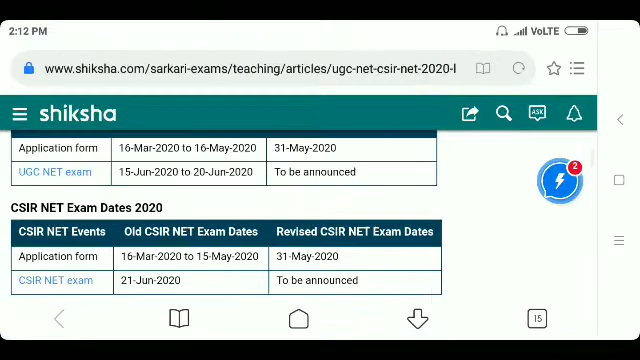 2:12 PM VoLTE
www.shiksha.com/sarkari-exams/teaching/articles/ugc-net-csir-net-2020-l
shiksha ASK
Application form 16-Mar-2020 to 16-May-2020 31-May-2020
2
UGC NET exam 15-Jun-2020 to 20-Jun-2020 To be announced
CSIR NET Exam Dates 2020
CSIR NET Events Old CSIR NET Exam Dates Revised CSIR NET Exam Dates
Application form 16-Mar-2020 to 15-May-2020 31-May-2020
CSIR NET exam 21-Jun-2020 To be announced
15